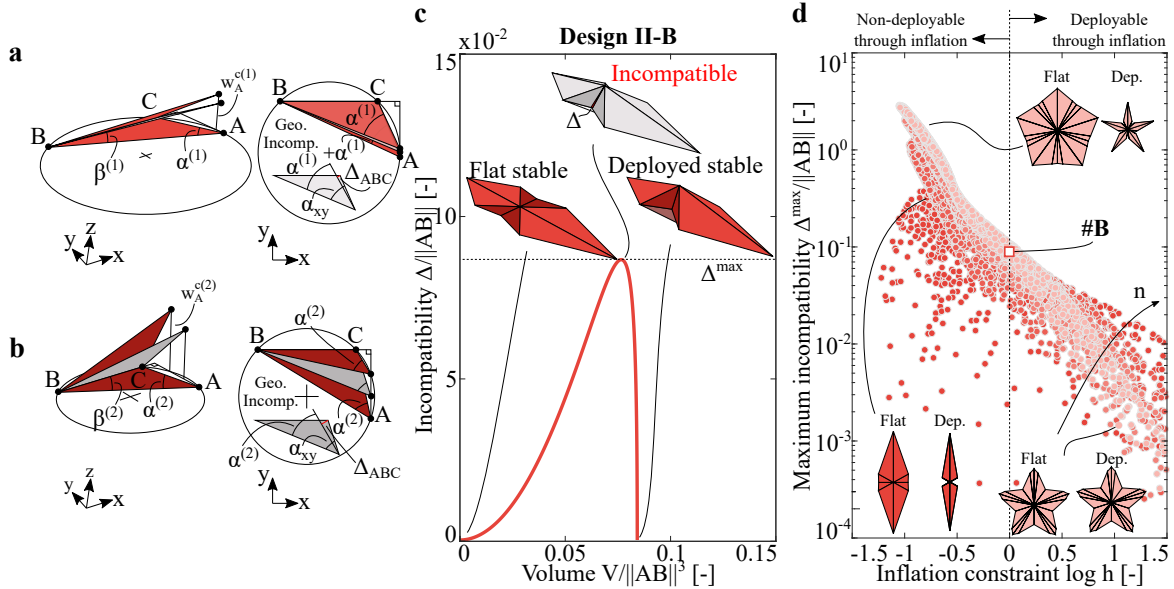 a
B
C
w_A^c(1)
A
β(1)
α(1)
y
z
x
B
C
α(1)
Geo.
Incomp.
α(1)
+α(1)
A
Δ_ABC
α_xy
y
x
b
w_A^c(2)
B
C
A
β(2)
α(2)
y
z
x
α(2)
B
C
Geo.
Incomp.
α(2)
A
α(2)
α_xy
Δ_ABC
y
x
c
Design II-B
x10^-2
15
10
5
0
Incompatibility Δ/||AB|| [-]
Incompatible
Δ
Flat stable
Deployed stable
Δ^max
0
0.05
0.1
0.15
Volume V/||AB||^3 [-]
d
Non-deployable
through inflation
Deployable
through inflation
10^1
10^0
10^-1
10^-2
10^-3
10^-4
Maximum incompatibility Δ^max/||AB|| [-]
Flat
Dep.
#B
n
Flat
Dep.
Flat
Dep.
-1.5
-1
-0.5
0
0.5
1
1.5
Inflation constraint log h [-]